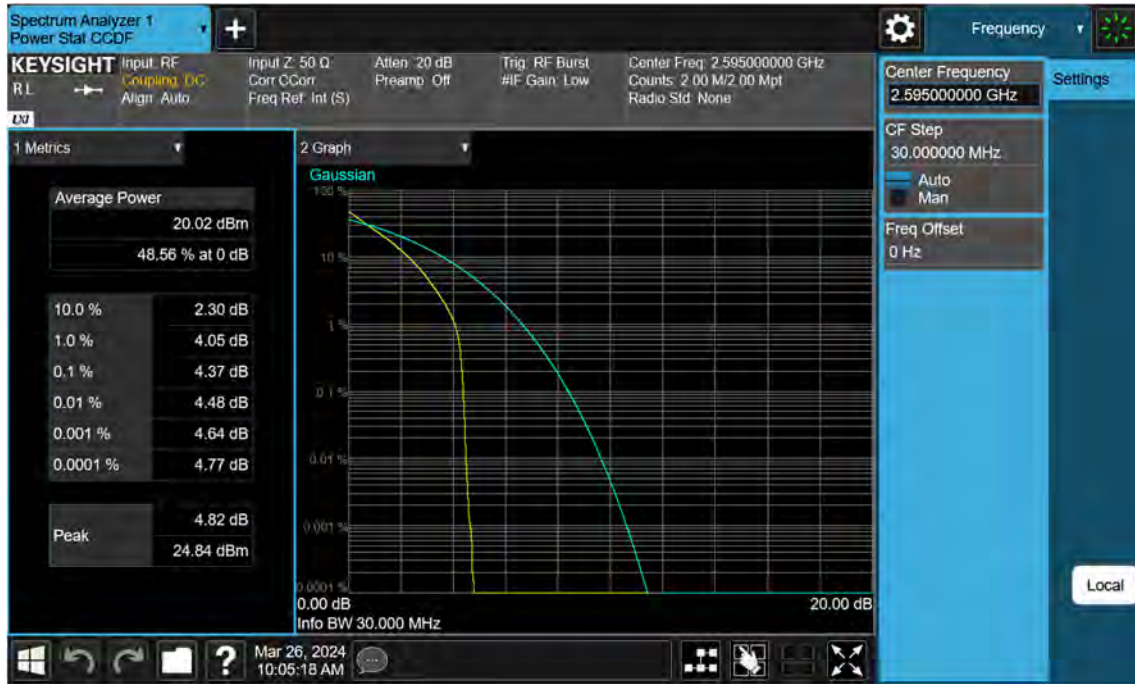 Spectrum Analyzer 1
Power Stat CCDF
Frequency
KEYSIGHT
RL
LXI
Input: RF
Coupling: DC
Align: Auto
Input Z: 50 Ω
Corr CCorr
Freq Ref: Int (S)
Atten: 20 dB
Preamp: Off
Trig: RF Burst
#IF Gain: Low
Center Freq: 2.595000000 GHz
Counts: 2.00 M/2.00 Mpt
Radio Std: None
Center Frequency
2.595000000 GHz
Settings
CF Step
30.000000 MHz
Auto
Man
Freq Offset
0 Hz
1 Metrics
Average Power
20.02 dBm
48.56 % at 0 dB
10.0 % 2.30 dB
1.0 % 4.05 dB
0.1 % 4.37 dB
0.01 % 4.48 dB
0.001 % 4.64 dB
0.0001 % 4.77 dB
Peak 4.82 dB
24.84 dBm
2 Graph
Gaussian
100 %
10 %
1 %
0.1 %
0.01 %
0.001 %
0.0001 %
0.00 dB 20.00 dB
Info BW 30.000 MHz
Local
?
Mar 26, 2024
10:05:18 AM